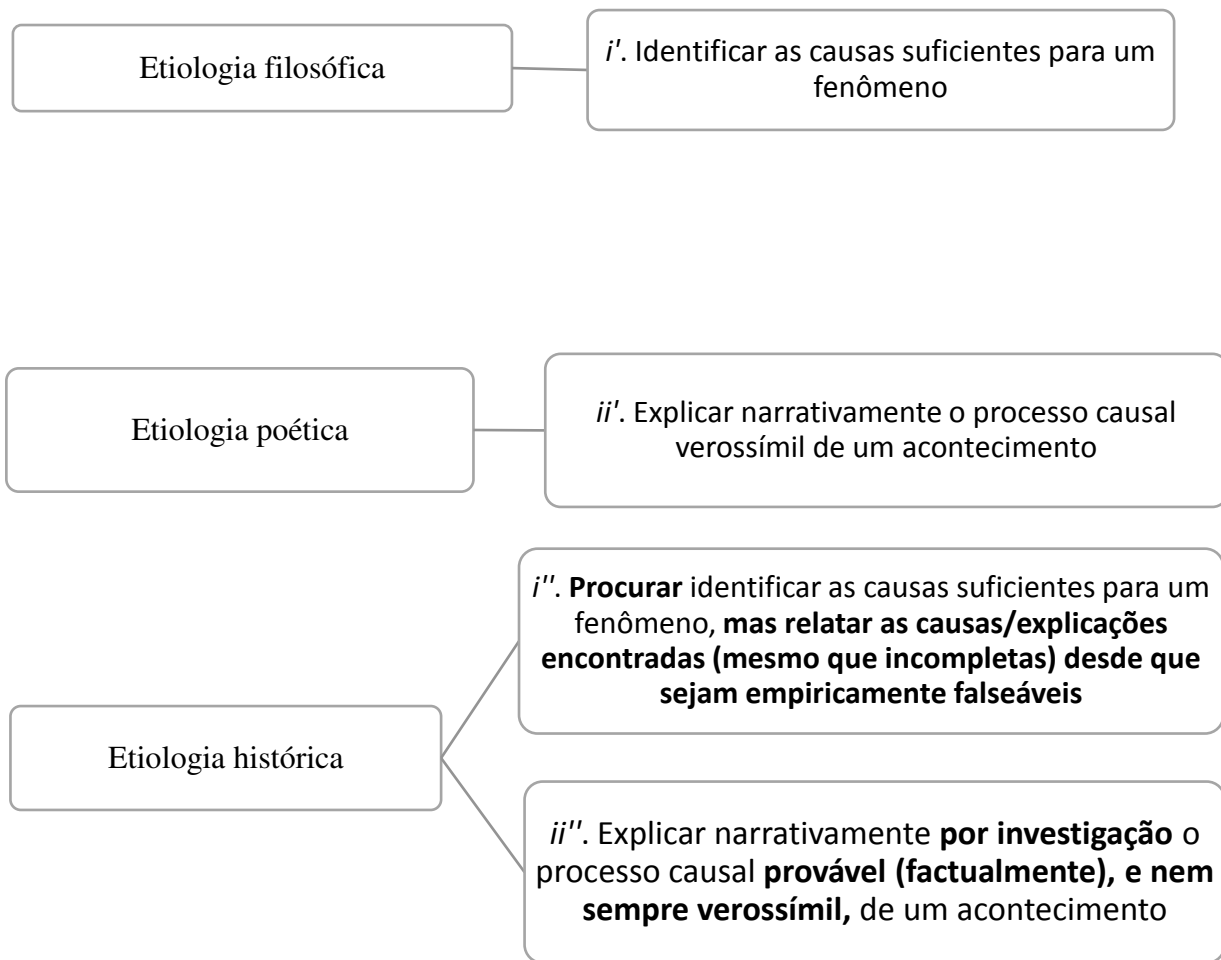 Etiologia filosófica
i'. Identificar as causas suficientes para um
fenômeno
Etiologia poética
ii'. Explicar narrativamente o processo causal
verossímil de um acontecimento
Etiologia histórica
i''. Procurar identificar as causas suficientes para um
fenômeno, mas relatar as causas/explicações
encontradas (mesmo que incompletas) desde que
sejam empiricamente falseáveis
ii''. Explicar narrativamente por investigação o
processo causal provável (factualmente), e nem
sempre verossímil, de um acontecimento